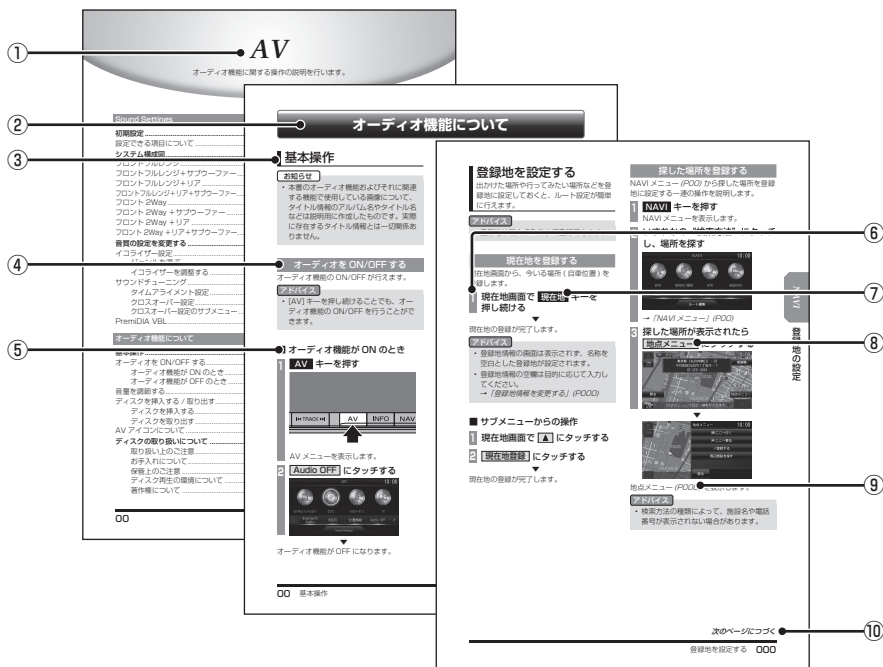 ①
AV
オーディオ機能に関する操作の説明を行います。
Sound Settings
初期設定
設定できる項目について
システム構成図
フロントフルレンジ
フロントフルレンジ+サブウーファー
フロントフルレンジ+リア
フロントフルレンジ+リア+サブウーファー
フロント 2Way
フロント 2Way +サブウーファー
フロント 2Way +リア
フロント 2Way +リア+サブウーファー
音質の設定を変更する
イコライザー設定
イコライザーを調整する
サウンドチューニング
タイムアライメント設定
クロスオーバー設定
クロスオーバー設定のサブメニュー
PremiDIA VBL
オーディオ機能について
基本操作
オーディオを ON/OFF する
オーディオ機能が ON のとき
オーディオ機能が OFF のとき
音量を調節する
ディスクを挿入する / 取り出す
ディスクを挿入する
ディスクを取り出す
AV アイコンについて
ディスクの取り扱いについて
取り扱い上のご注意
お手入れについて
保管上のご注意
ディスク再生の環境について
著作権について
00
②
オーディオ機能について
③
基本操作
お知らせ
・ 本書のオーディオ機能およびそれに関連
する機能で使用している画像について、
タイトル情報のアルバム名やタイトル名
などは説明用に作成したものです。実際
に存在するタイトル情報とは一切関係あ
りません。
④
オーディオを ON/OFF する
オーディオ機能の ON/OFF が行えます。
アドバイス
・ [AV] キーを押し続けることでも、オー
ディオ機能の ON/OFF を行うことがで
きます。
⑤
オーディオ機能が ON のとき
1 AV キーを押す
TRACK AV INFO NAV
AV メニューを表示します。
2 Audio OFF にタッチする
AV 10:08
▼
オーディオ機能が OFF になります。
00 基本操作
登録地を設定する
出かけた場所や行ってみたい場所などを登
録地に設定しておくと、ルート設定が簡単
に行えます。
アドバイス
⑥
現在地を登録する
在地画面から、今いる場所 ( 自車位置 ) を
録します。
1 現在地画面で 現在地 キーを
押し続ける
⑦
▼
現在地の登録が完了します。
アドバイス
・ 登録地情報の画面は表示されず、名称を
空白とした登録地が設定されます。
・ 登録地情報の空欄は目的に応じて入力し
てください。
→「登録地情報を変更する」(P000)
■ サブメニューからの操作
1 現在地画面で ▲ にタッチする
2 現在地登録 にタッチする
▼
現在地の登録が完了します。
探した場所を登録する
NAVI メニュー (P00) から探した場所を登録
地に設定する一連の操作を説明します。
1 NAVI キーを押す
NAVI メニューを表示します。
し、場所を探す
NAVI 10:08
ルート編集
→「NAVI メニュー」(P00)
3 探した場所が表示されたら
地点メニュー にタッチする
⑧
▼
地点メニュー 10:08
地点メニュー (P000) を表示します。
⑨
アドバイス
・ 検索方法の種類によって、施設名や電話
番号が表示されない場合があります。
NAVI
登録地の設定
次のページにつづく
⑩
登録地を設定する 000